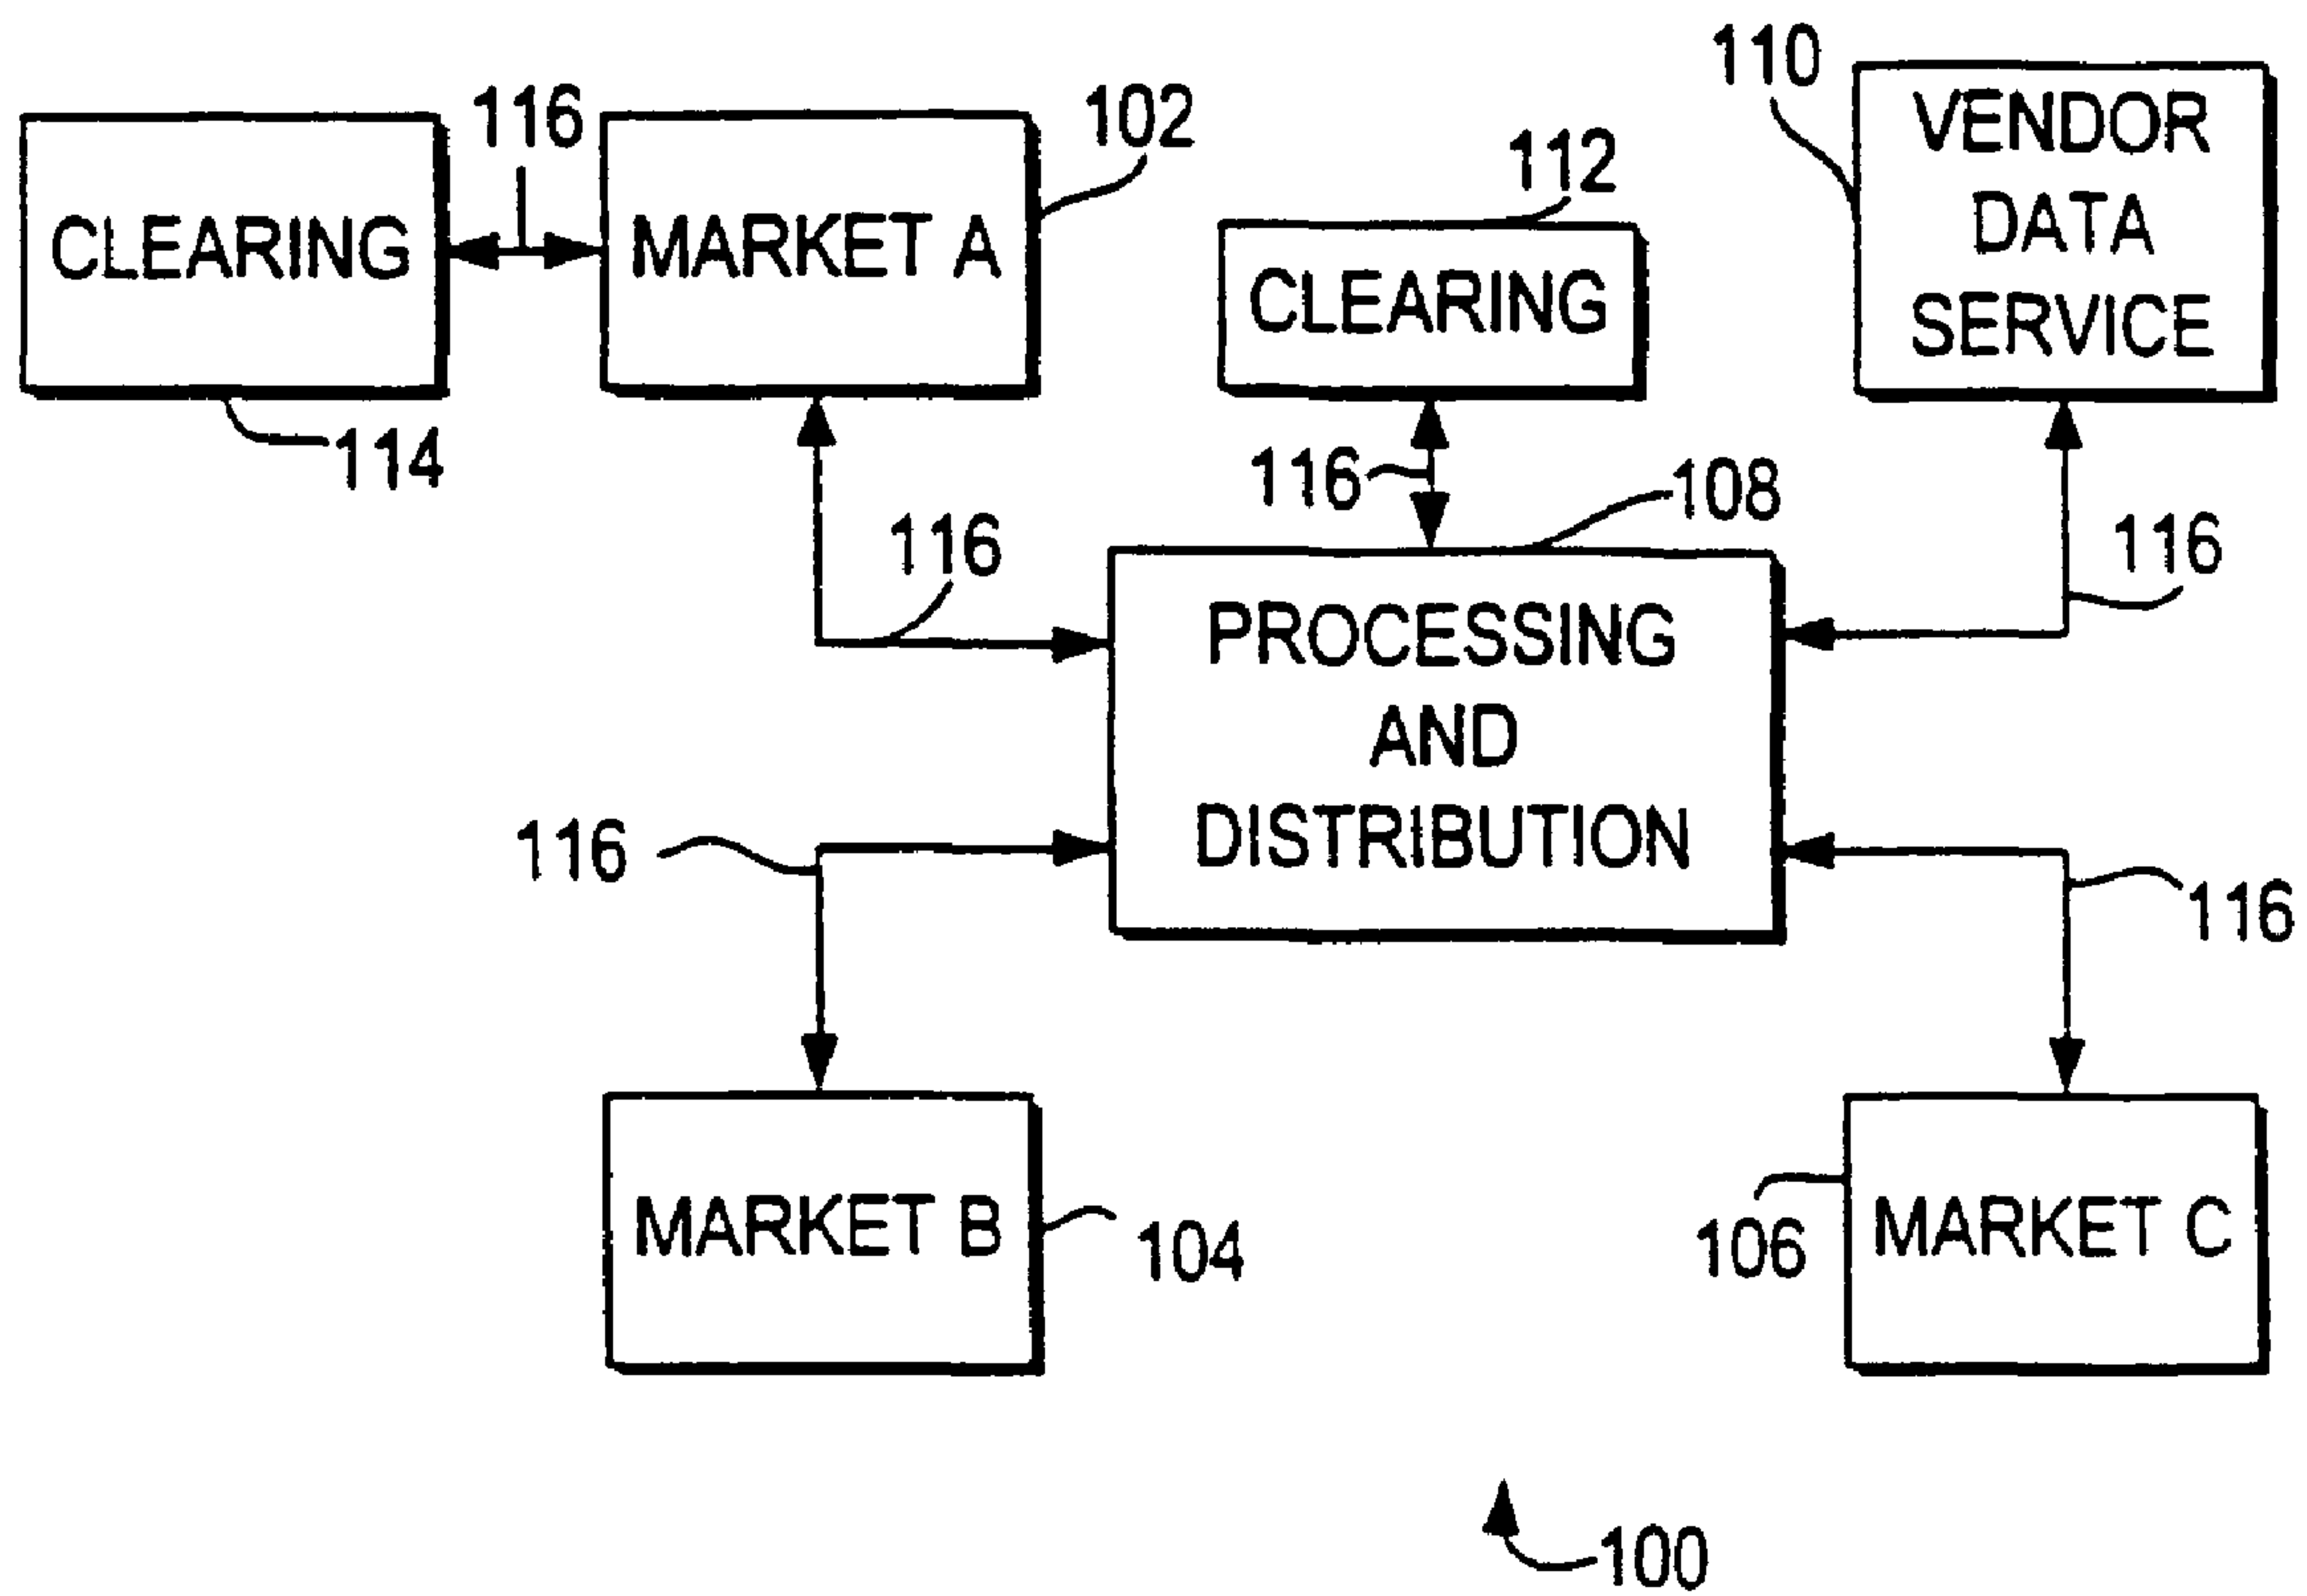 110
VENDOR
DATA
SERVICE
116
102
CLEARING
MARKET A
112
CLEARING
114
116
108
116
116
PROCESSING
AND
DISTRIBUTION
116
116
MARKET B
104
106
MARKET C
100